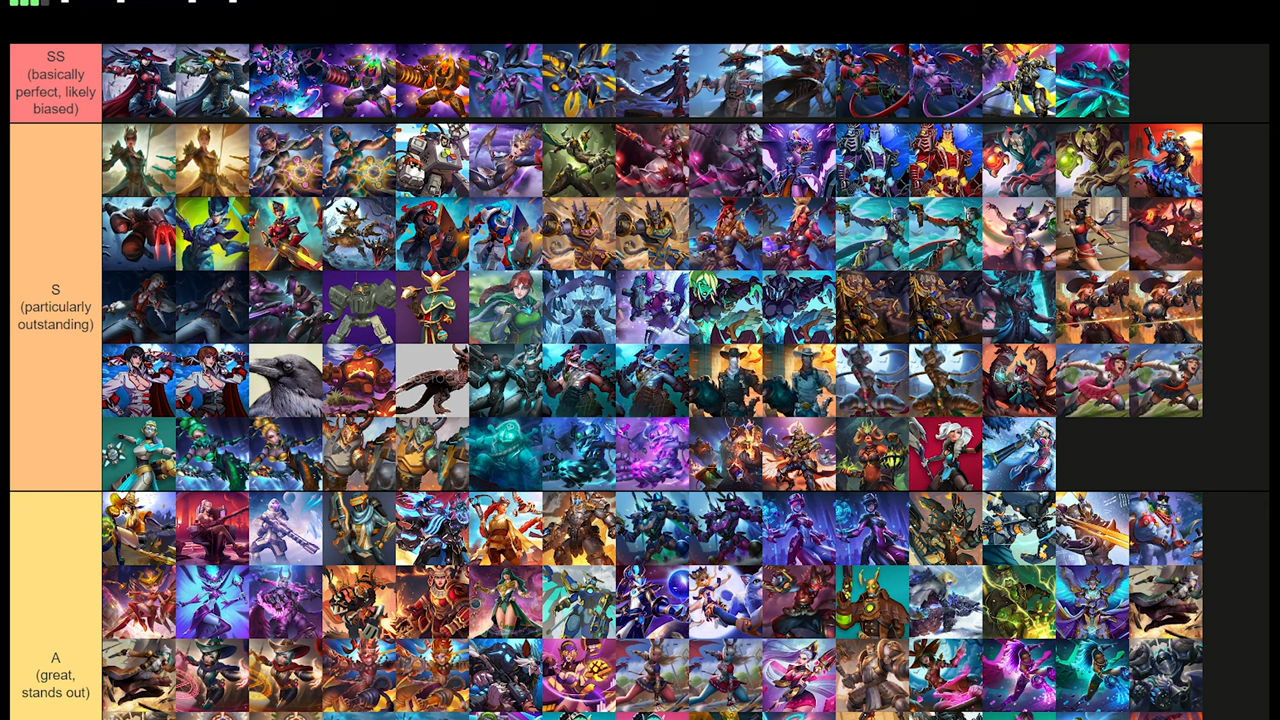 SS
(basically
perfect, likely
biased)
S
(particularly
outstanding)
A
(great,
stands out)